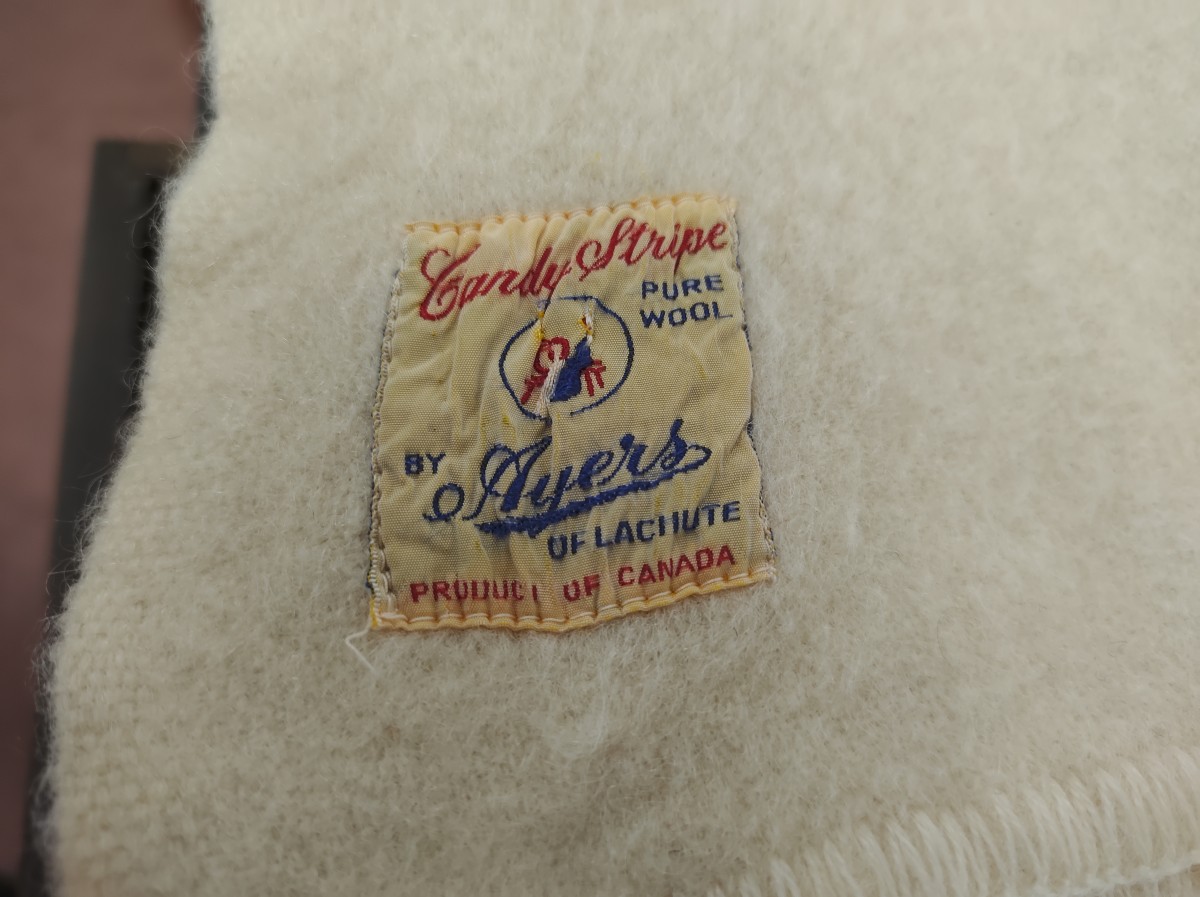 Candy Stripe
PURE
WOOL
BY Ayers
OF LACHUTE
PRODUCT OF CANADA